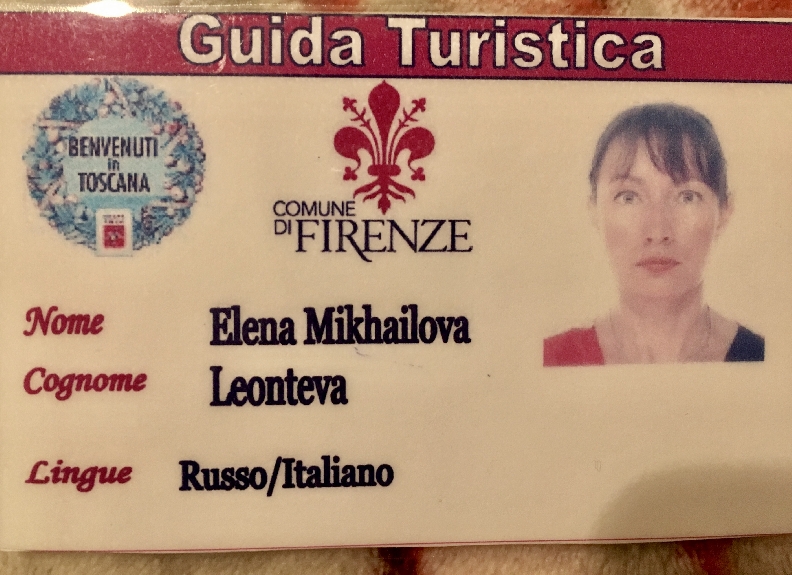 Guida Turistica
BENVENUTI
in
TOSCANA
COMUNE
DI FIRENZE
Nome Elena Mikhailova
Cognome Leonteva
Lingue Russo/Italiano